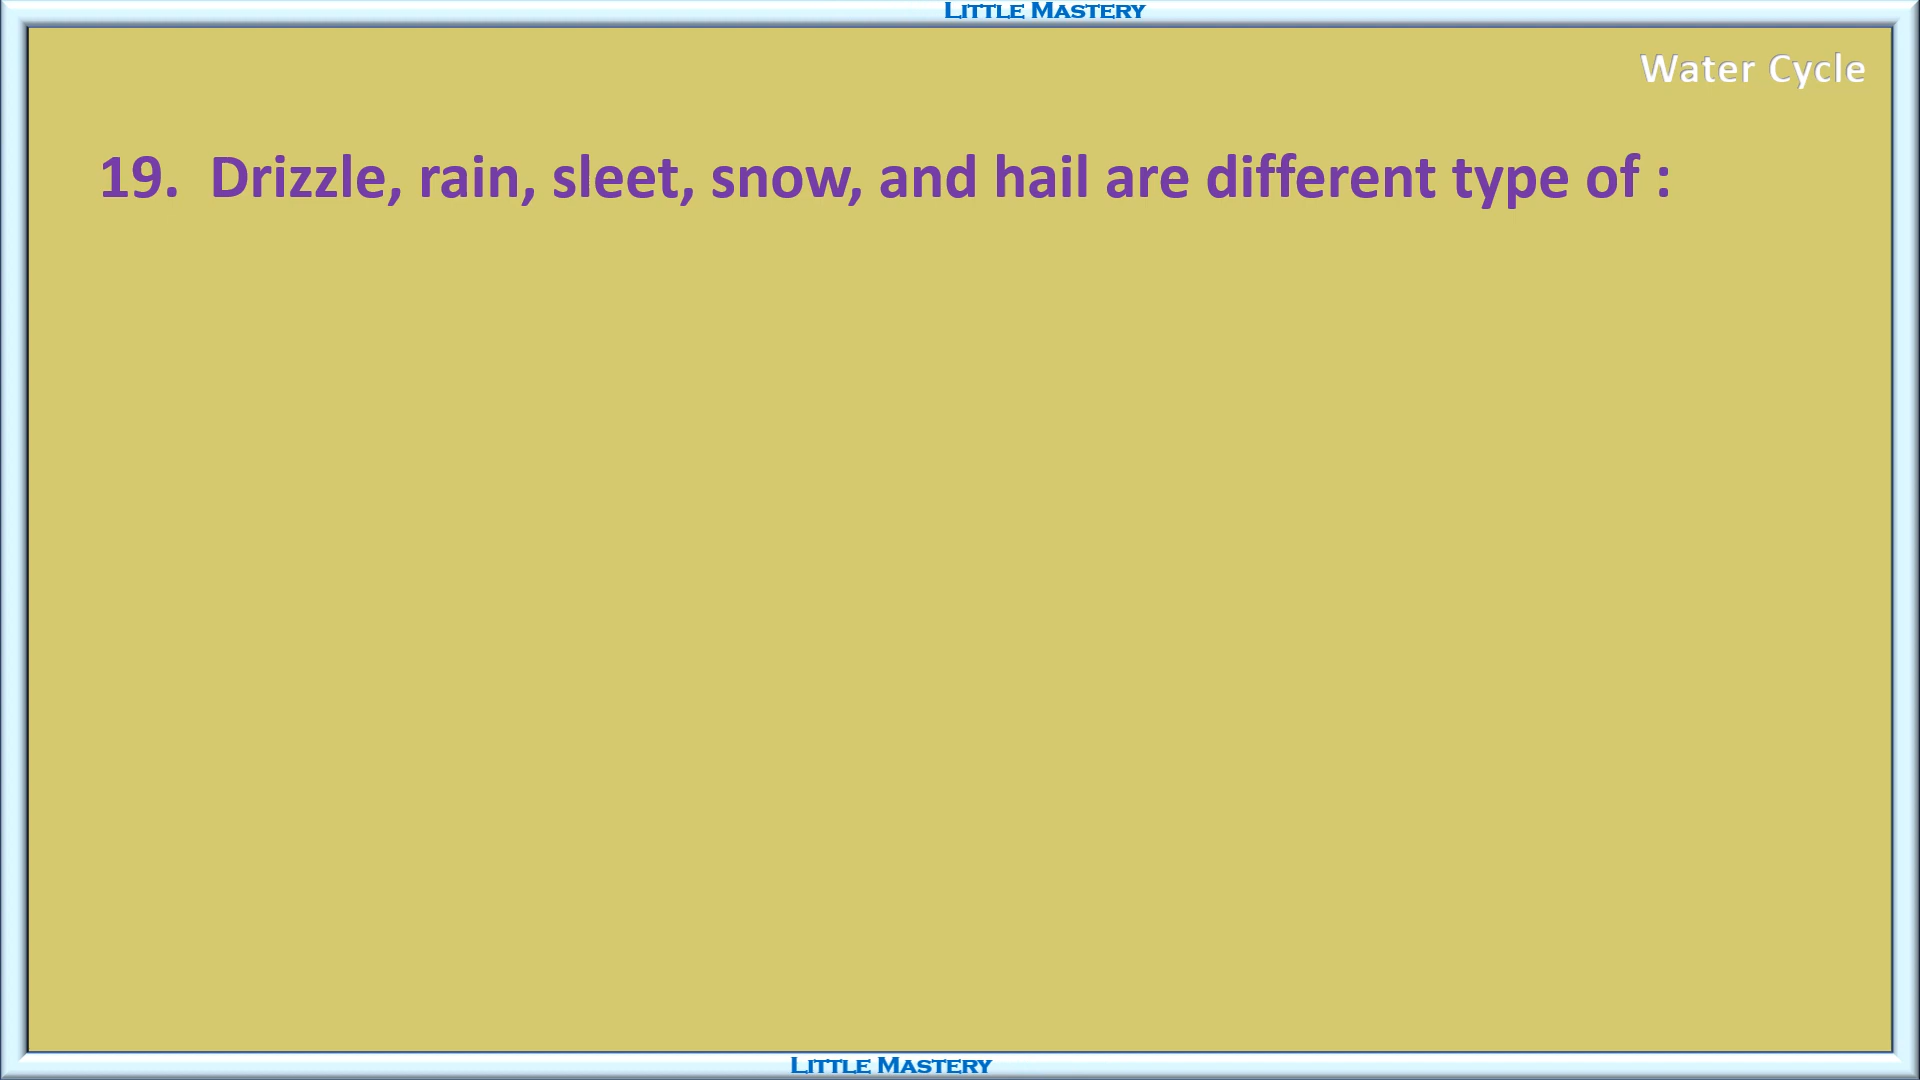 Little Mastery
Water Cycle
19. Drizzle, rain, sleet, snow, and hail are different type of :
Little Mastery